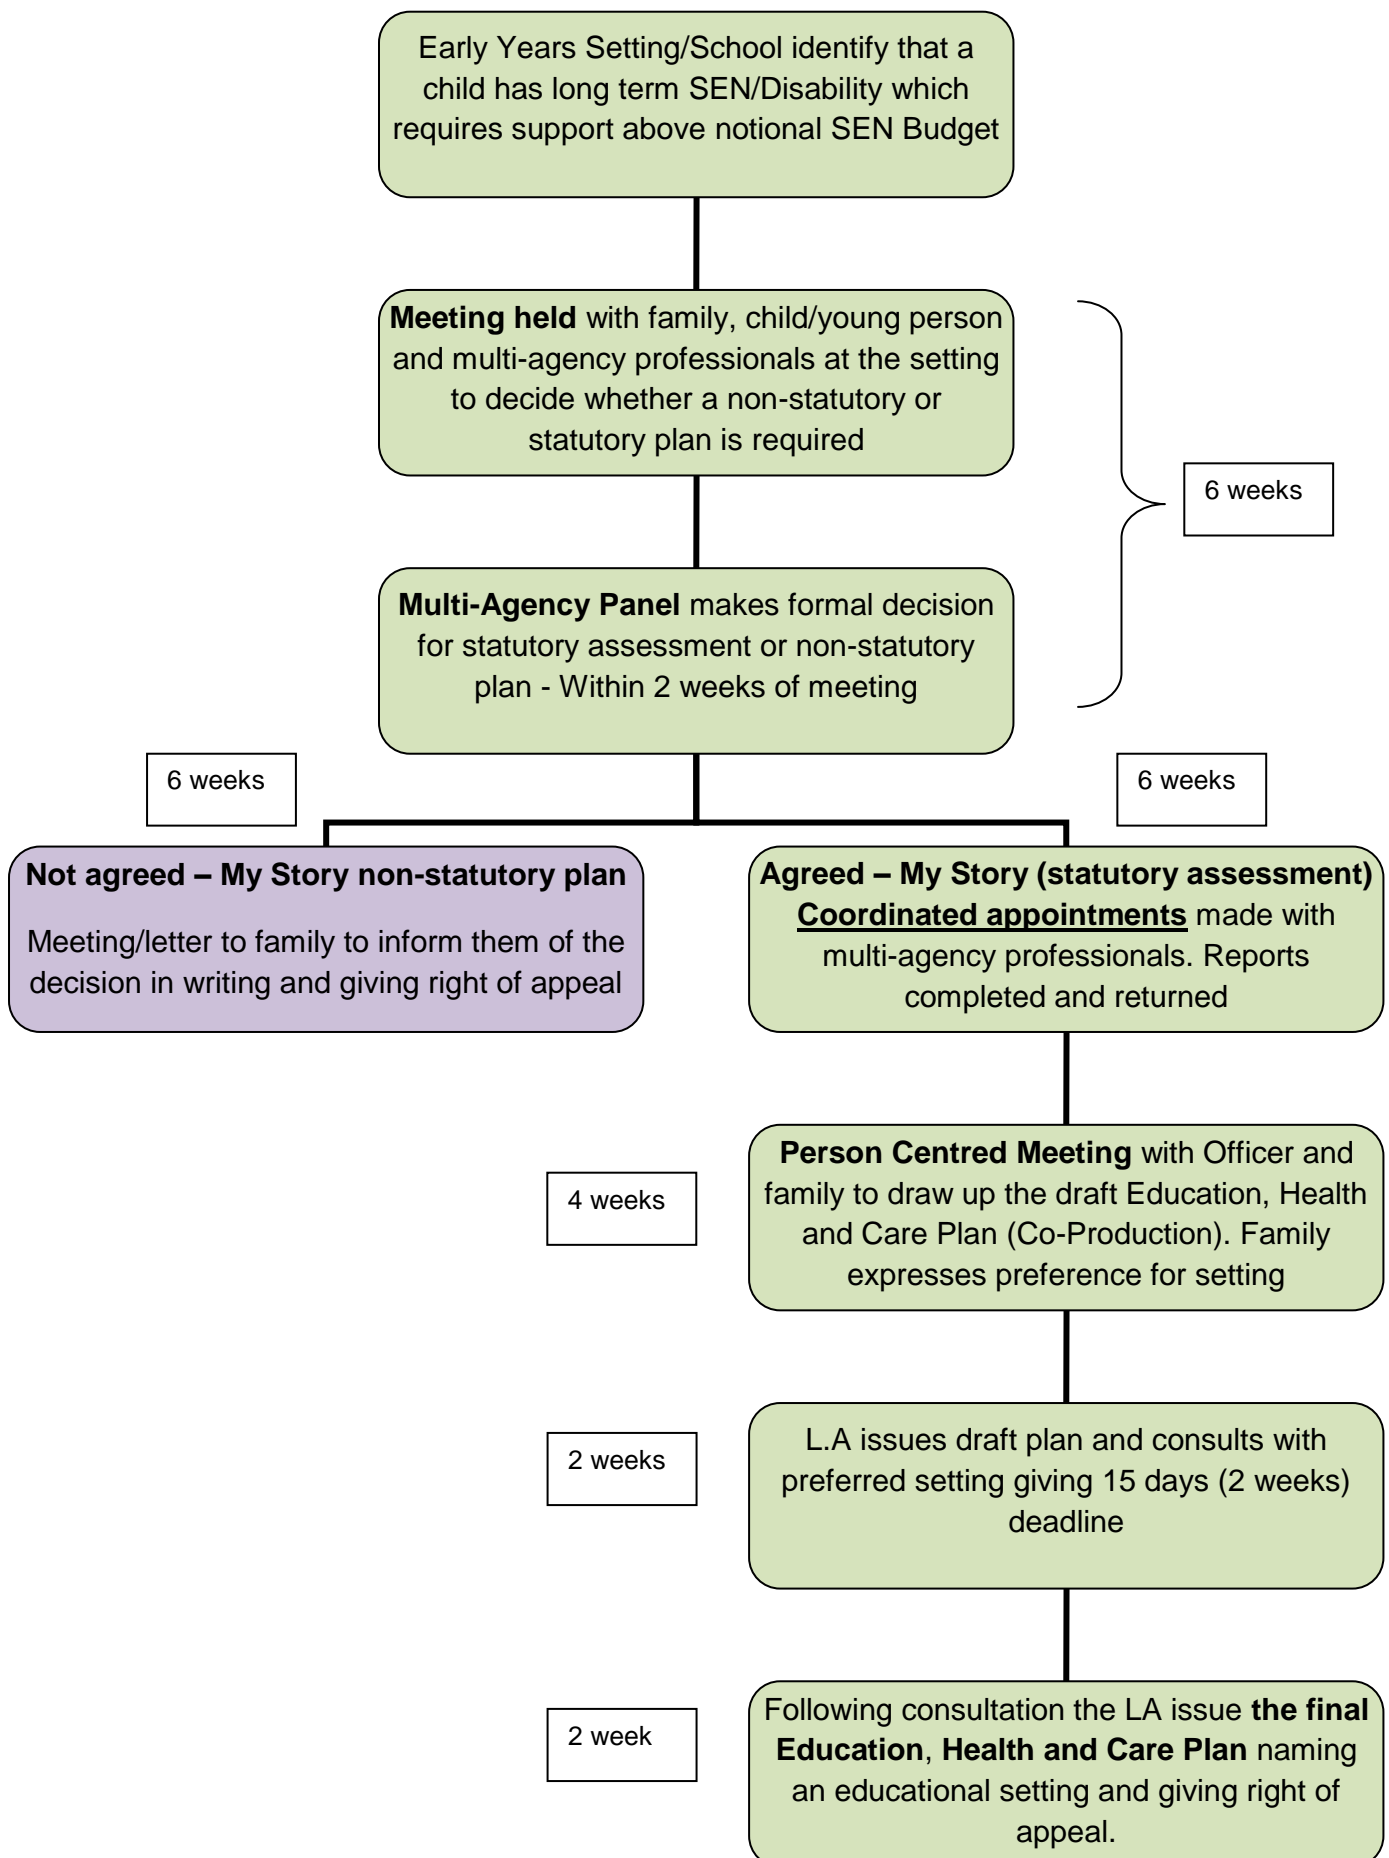 Early Years Setting/School identify that a
child has long term SEN/Disability which
requires support above notional SEN Budget
Meeting held with family, child/young person
and multi-agency professionals at the setting
to decide whether a non-statutory or
statutory plan is required
6 weeks
Multi-Agency Panel makes formal decision
for statutory assessment or non-statutory
plan - Within 2 weeks of meeting
6 weeks
6 weeks
Not agreed – My Story non-statutory plan
Meeting/letter to family to inform them of the
decision in writing and giving right of appeal
Agreed – My Story (statutory assessment)
Coordinated appointments made with
multi-agency professionals. Reports
completed and returned
4 weeks
Person Centred Meeting with Officer and
family to draw up the draft Education, Health
and Care Plan (Co-Production). Family
expresses preference for setting
2 weeks
L.A issues draft plan and consults with
preferred setting giving 15 days (2 weeks)
deadline
2 week
Following consultation the LA issue the final
Education, Health and Care Plan naming
an educational setting and giving right of
appeal.